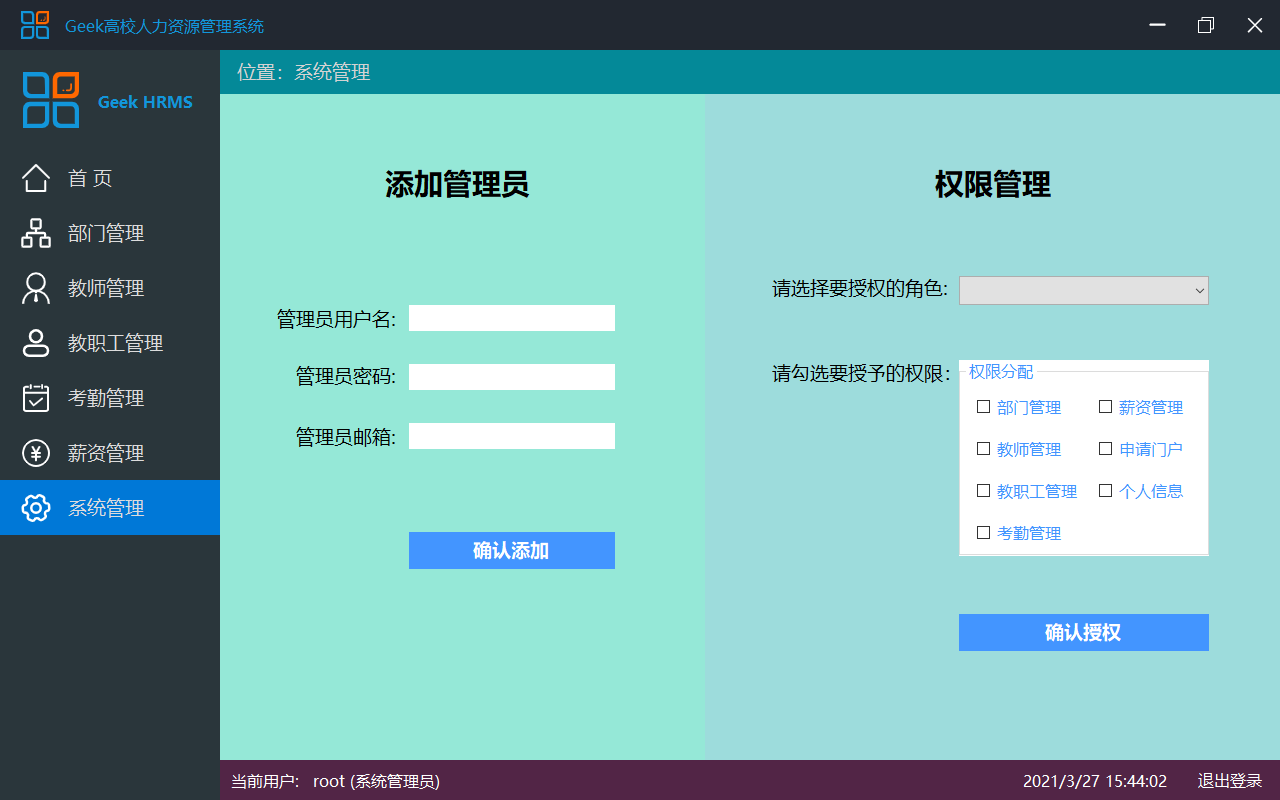 Geek高校人力资源管理系统
Geek HRMS
首 页
部门管理
教师管理
教职工管理
考勤管理
薪资管理
系统管理
位置：系统管理
添加管理员
管理员用户名:
管理员密码:
管理员邮箱:
确认添加
权限管理
请选择要授权的角色:
请勾选要授予的权限:
权限分配
部门管理 薪资管理
教师管理 申请门户
教职工管理 个人信息
考勤管理
确认授权
当前用户: root (系统管理员) 2021/3/27 15:44:02 退出登录